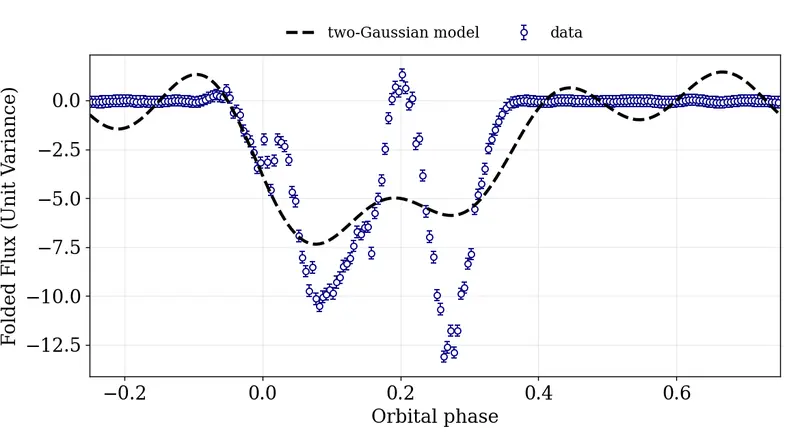 two-Gaussian model data
Folded Flux (Unit Variance)
0.0
−2.5
−5.0
−7.5
−10.0
−12.5
−0.2 0.0 0.2 0.4 0.6
Orbital phase